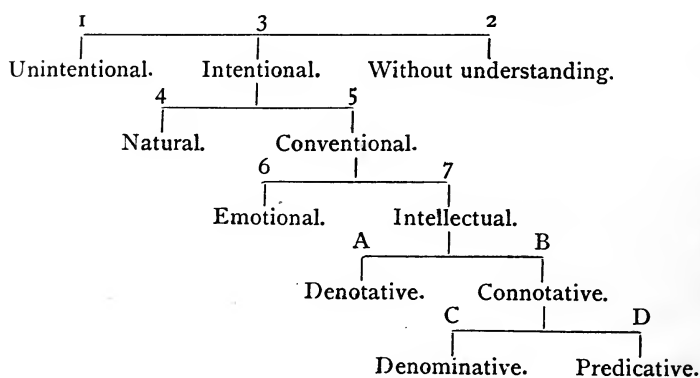 1 3 2
Unintentional. Intentional. Without understanding.
4 5
Natural. Conventional.
6 7
Emotional. Intellectual.
A B
Denotative. Connotative.
C D
Denominative. Predicative.